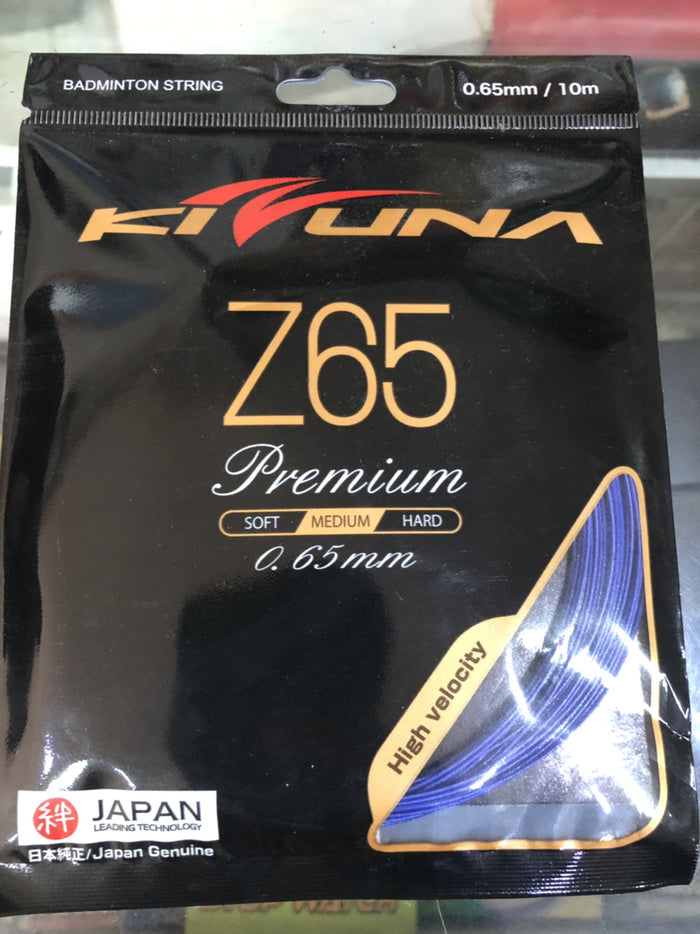 BADMINTON STRING
0.65mm / 10m
KIZUNA
Z65
Premium
SOFT MEDIUM HARD
0.65mm
High velocity
絆 JAPAN
LEADING TECHNOLOGY
日本純正/Japan Genuine